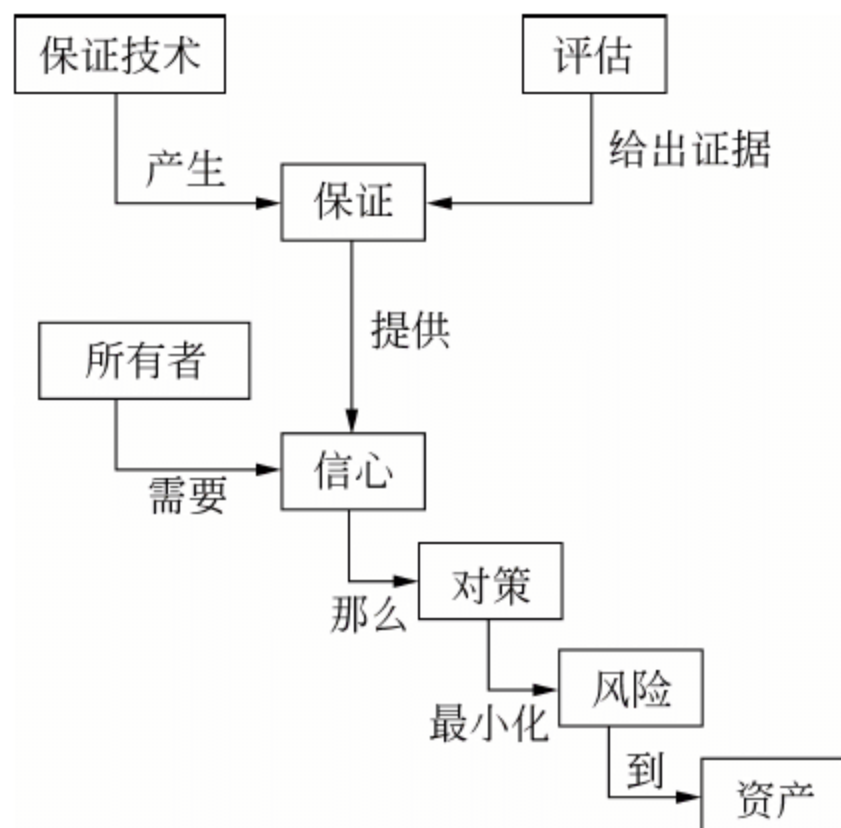 保证技术
评估
产生
给出证据
保证
提供
所有者
需要
信心
那么
对策
最小化
风险
到
资产